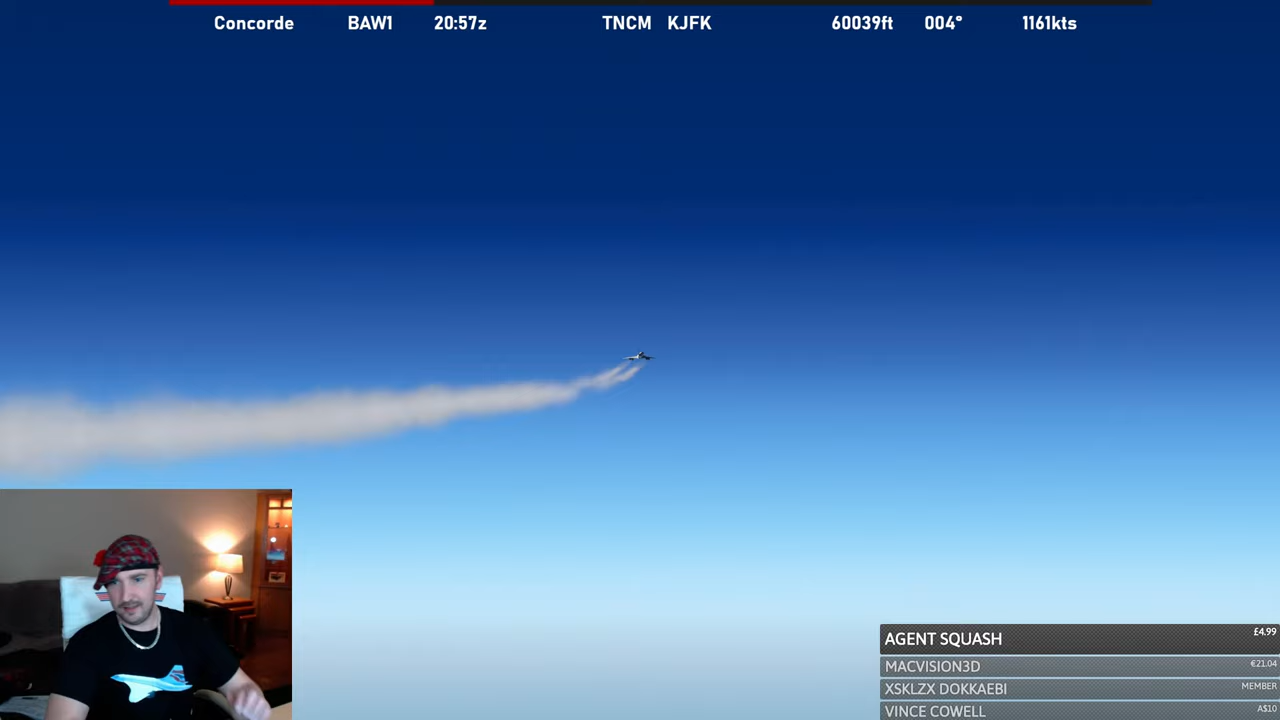 Concorde BAW1 20:57z TNCM KJFK 60039ft 004° 1161kts
AGENT SQUASH £4.99
MACVISION3D €21.04
XSKLZX DOKKAEBI MEMBER
VINCE COWELL A$10